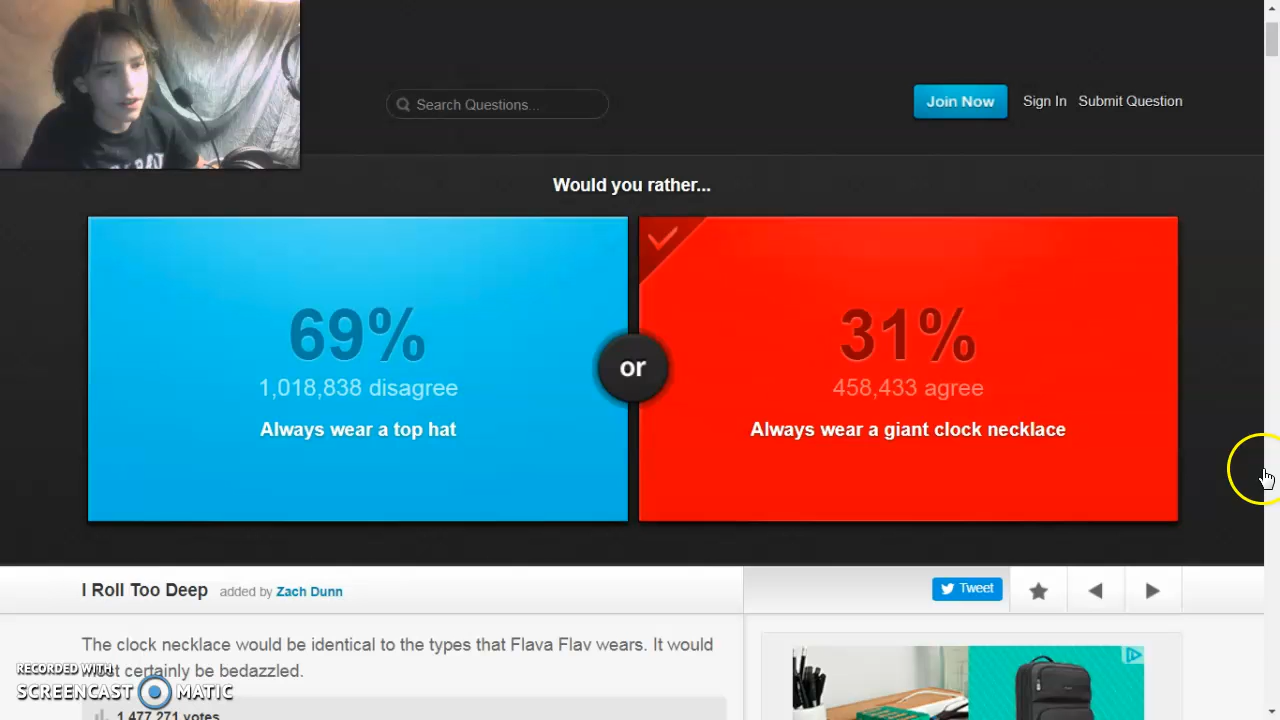 Search Questions...
Join Now
Sign In
Submit Question
Would you rather...
69%
1,018,838 disagree
Always wear a top hat
or
31%
458,433 agree
Always wear a giant clock necklace
I Roll Too Deep
added by Zach Dunn
Tweet
The clock necklace would be identical to the types that Flava Flav wears. It would
most certainly be bedazzled.
RECORDED WITH
SCREENCAST MATIC
1,477,271 votes